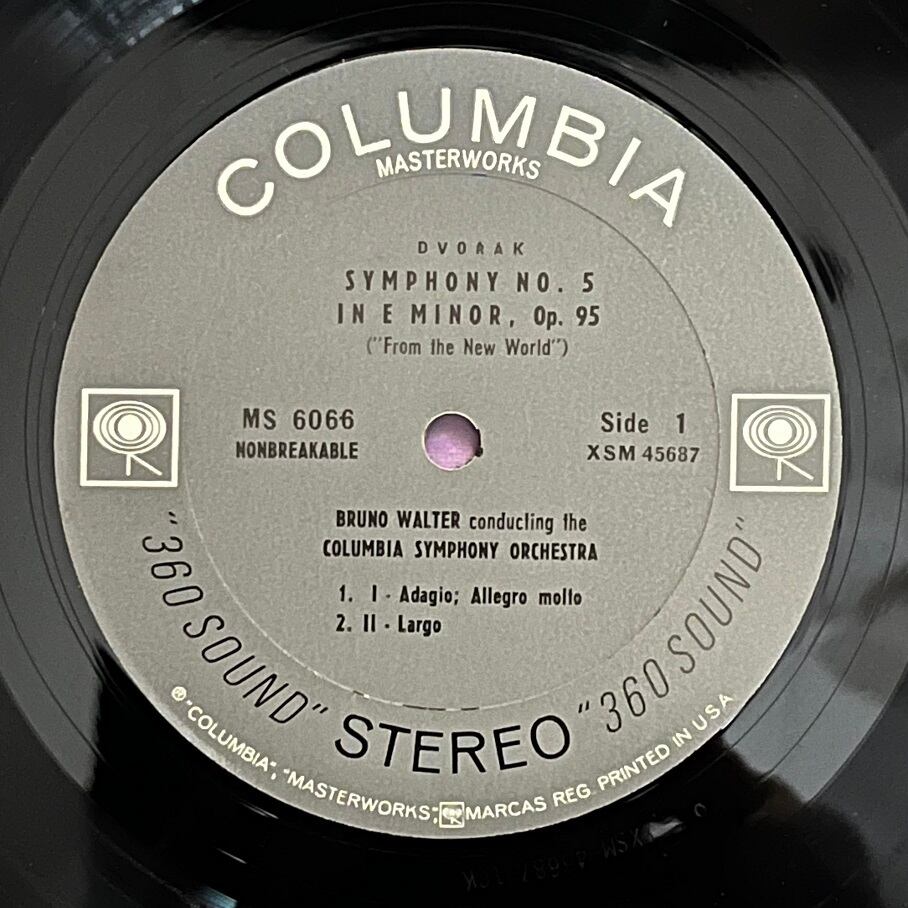 COLUMBIA
MASTERWORKS
DVOŘAK
SYMPHONY NO. 5
IN E MINOR, Op. 95
("From the New World")
MS 6066
NONBREAKABLE
Side 1
XSM 45687
BRUNO WALTER conducting the
COLUMBIA SYMPHONY ORCHESTRA
1. I - Adagio; Allegro molto
2. II - Largo
"360 SOUND" STEREO "360 SOUND"
® "COLUMBIA", "MASTERWORKS", MARCAS REG. PRINTED IN U.S.A.